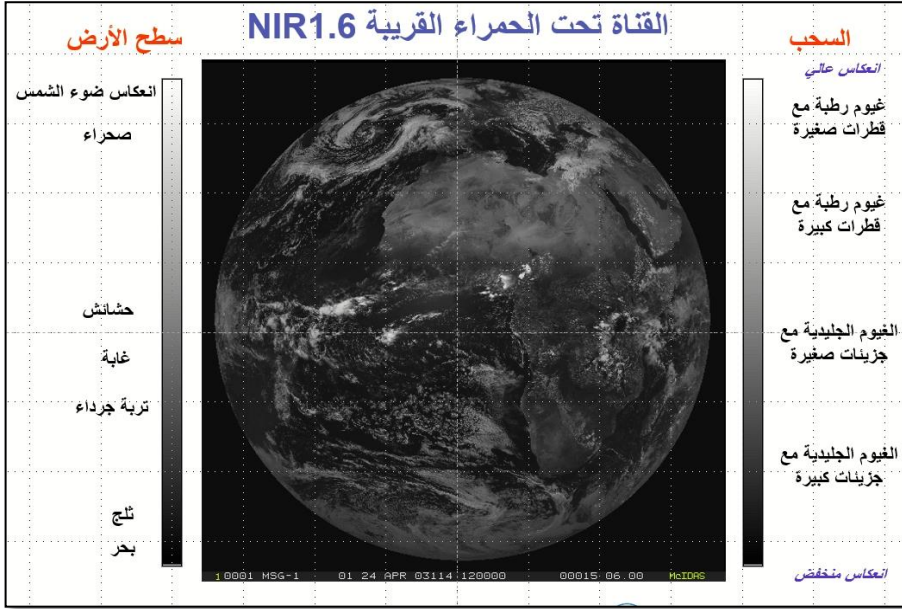 القناة تحت الحمراء القريبة NIR1.6
السحب
انعكاس عالي
غيوم رطبة مع
قطرات صغيرة
غيوم رطبة مع
قطرات كبيرة
الغيوم الجليدية مع
جزيئات صغيرة
الغيوم الجليدية مع
جزيئات كبيرة
انعكاس منخفض
سطح الأرض
انعكاس ضوء الشمس
صحراء
حشائش
غابة
تربة جرداء
ثلج
بحر
1 0001 MSG-1 01 24 APR 03114 120000 00015 06.00 McIDAS